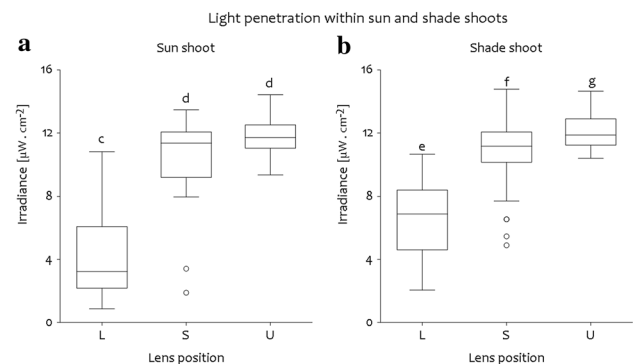 Light penetration within sun and shade shoots
a
Sun shoot
16
12
8
4
0
Irradiance [µW . cm-2]
c
d
d
L S U
Lens position
b
Shade shoot
16
12
8
4
0
Irradiance [µW . cm-2]
e
f
g
L S U
Lens position